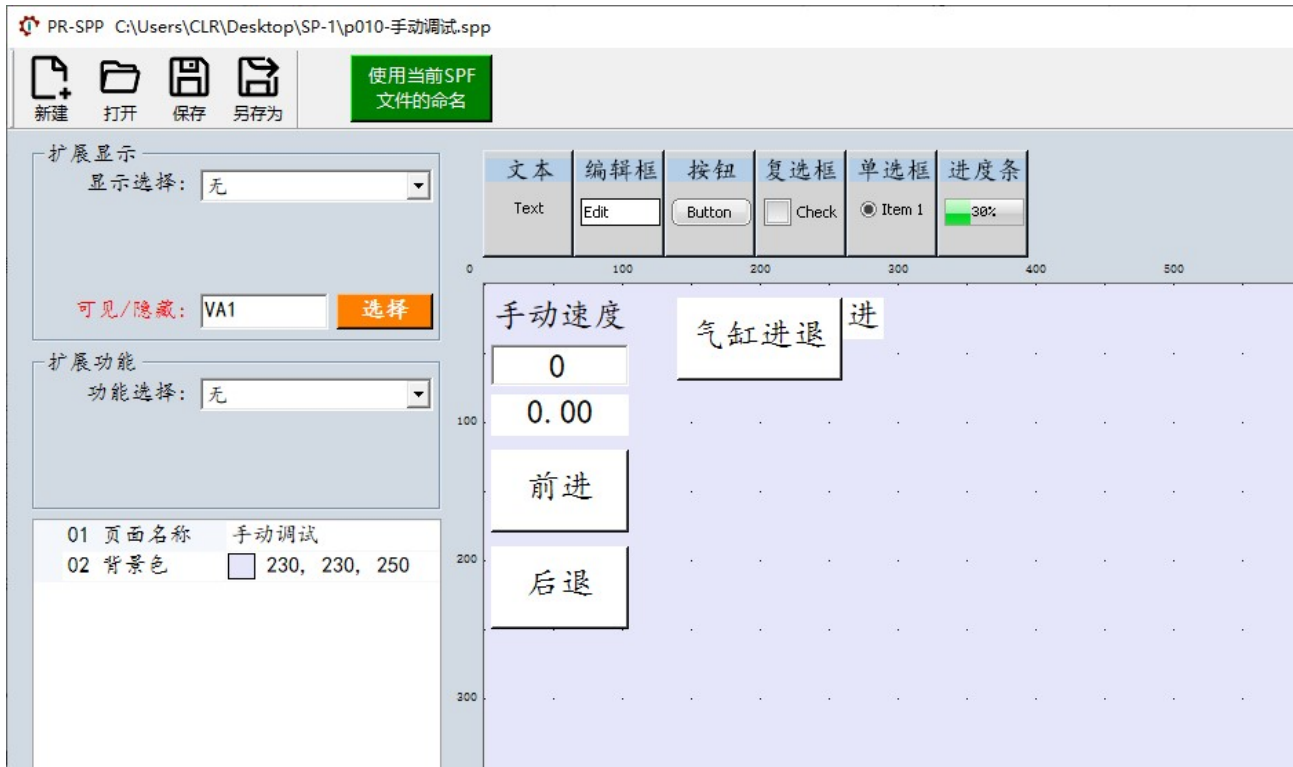 PR-SPP C:\Users\CLR\Desktop\SP-1\p010-手动调试.spp
新建 打开 保存 另存为
使用当前SPF
文件的命名
扩展显示
显示选择: 无
可见/隐藏: VA1 选择
扩展功能
功能选择: 无
01 页面名称 手动调试
02 背景色 230, 230, 250
文本 编辑框 按钮 复选框 单选框 进度条
Text Edit Button Check Item 1 30%
0 100 200 300 400 500
手动速度 气缸进退 进
0
100 0.00
前进
200 后退
300